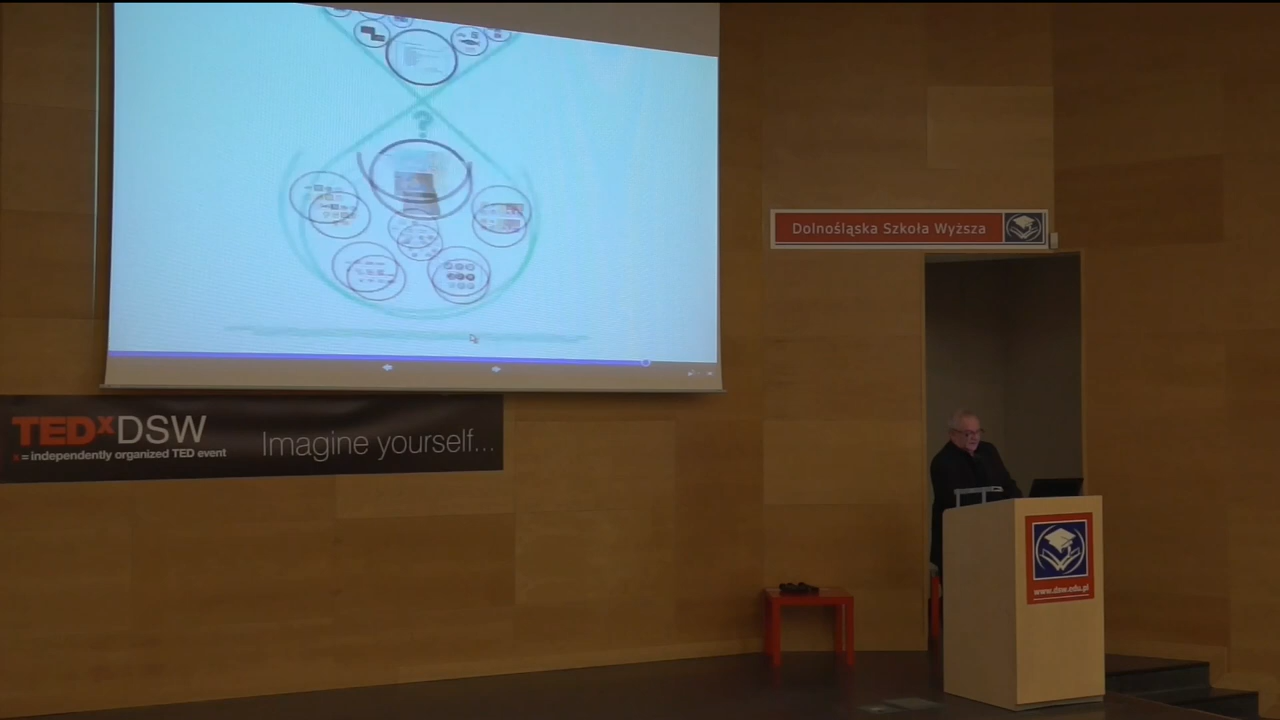 ?
Dolnośląska Szkoła Wyższa
TEDxDSW
x = independently organized TED event
Imagine yourself...
www.dsw.edu.pl